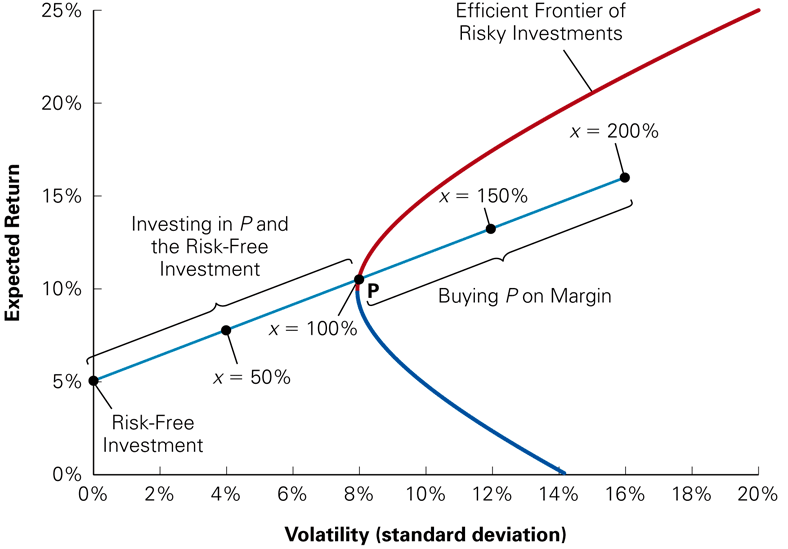 Efficient Frontier of
Risky Investments
25%
20%
15%
10%
5%
0%
Expected Return
x = 200%
x = 150%
Investing in P and
the Risk-Free
Investment
P
Buying P on Margin
x = 100%
x = 50%
Risk-Free
Investment
0% 2% 4% 6% 8% 10% 12% 14% 16% 18% 20%
Volatility (standard deviation)